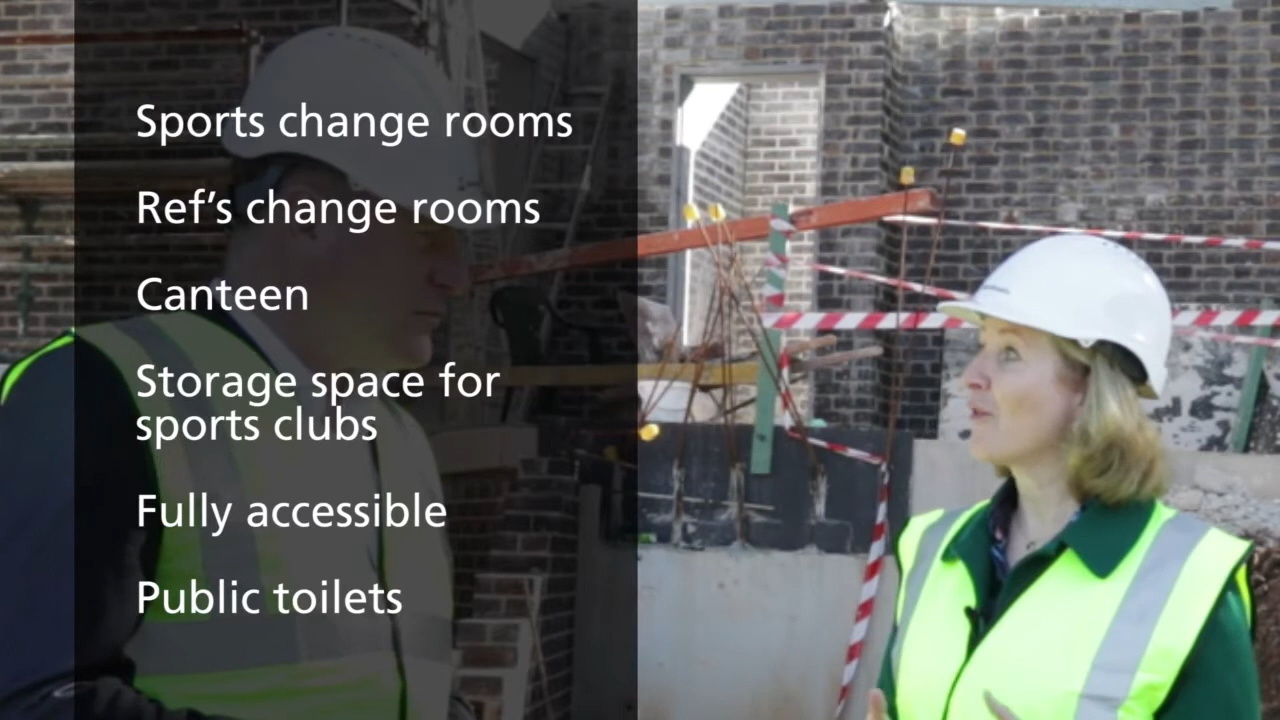 Sports change rooms
Ref’s change rooms
Canteen
Storage space for
sports clubs
Fully accessible
Public toilets